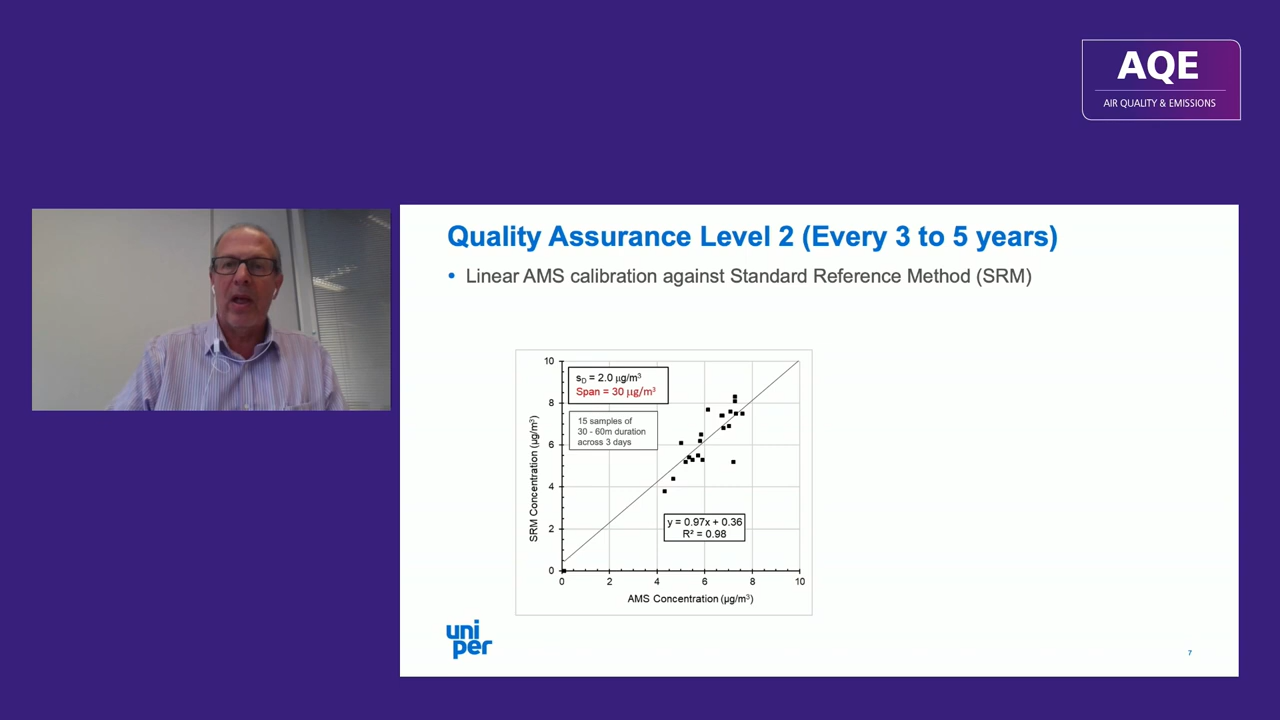 AQE
AIR QUALITY & EMISSIONS
Quality Assurance Level 2 (Every 3 to 5 years)
• Linear AMS calibration against Standard Reference Method (SRM)
s_D = 2.0 µg/m³
Span = 30 µg/m³
15 samples of
30 - 60m duration
across 3 days
y = 0.97x + 0.36
R² = 0.98
SRM Concentration (µg/m³)
10
8
6
4
2
0
0 2 4 6 8 10
AMS Concentration (µg/m³)
uni
per
7